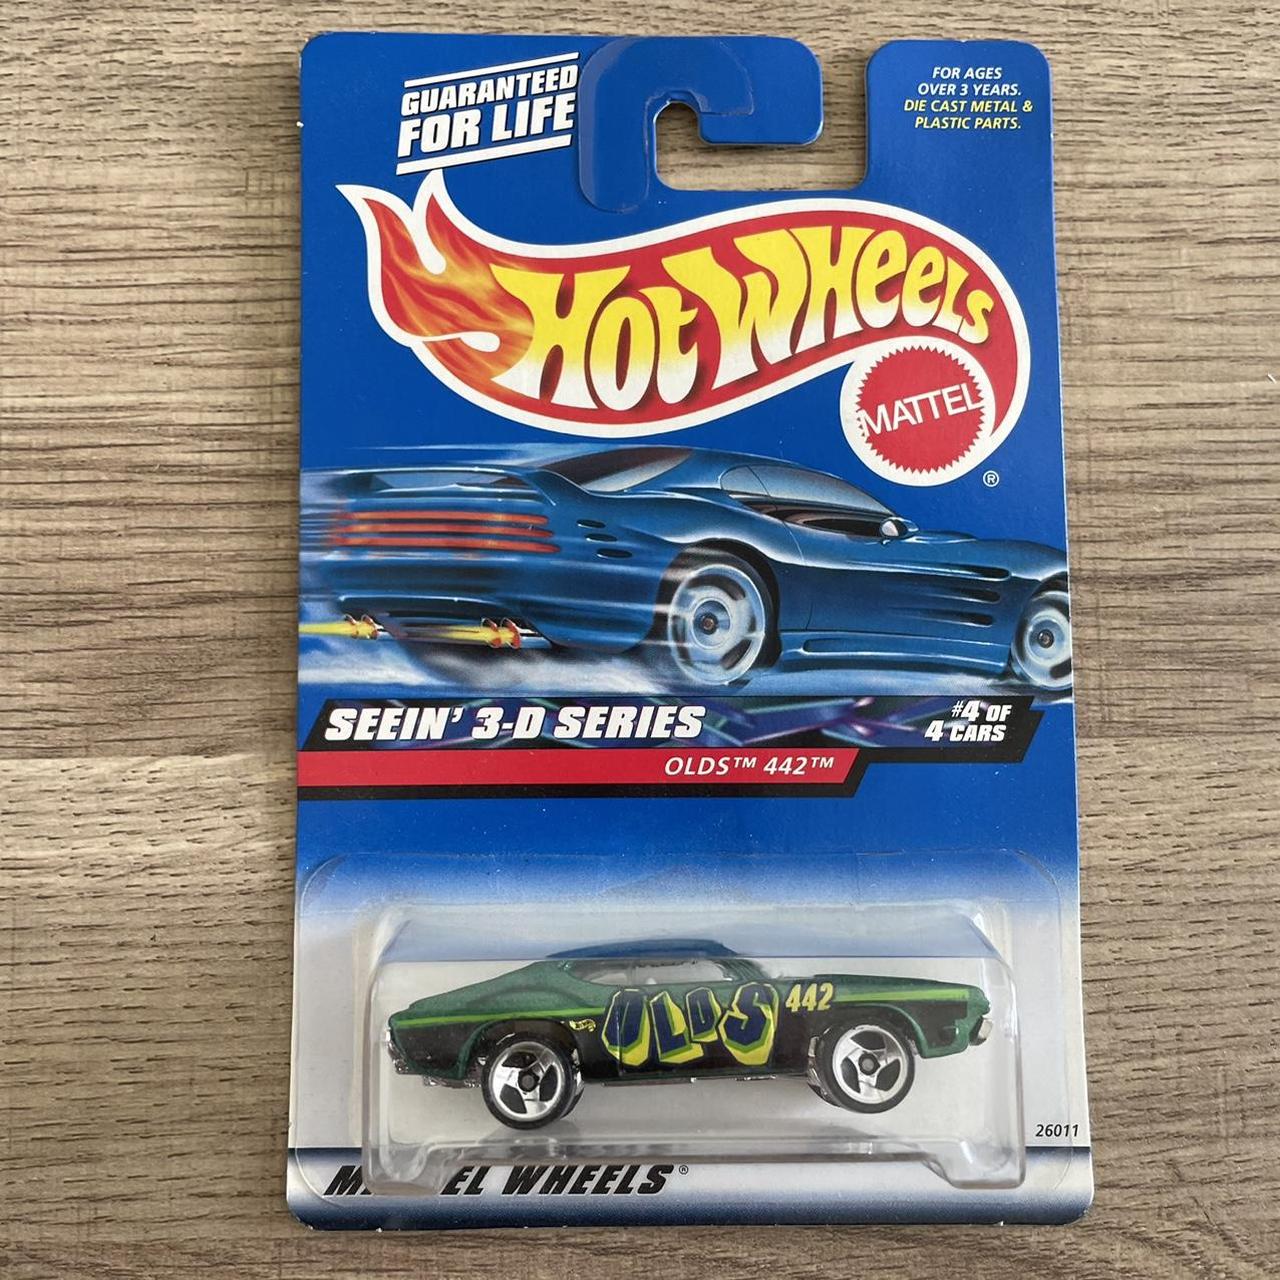 GUARANTEED
FOR LIFE
FOR AGES
OVER 3 YEARS.
DIE CAST METAL &
PLASTIC PARTS.
HOT WHEELS
MATTEL
®
SEEIN' 3-D SERIES
#4 OF
4 CARS
OLDS™ 442™
OLDS 442
26011
WHEELS®